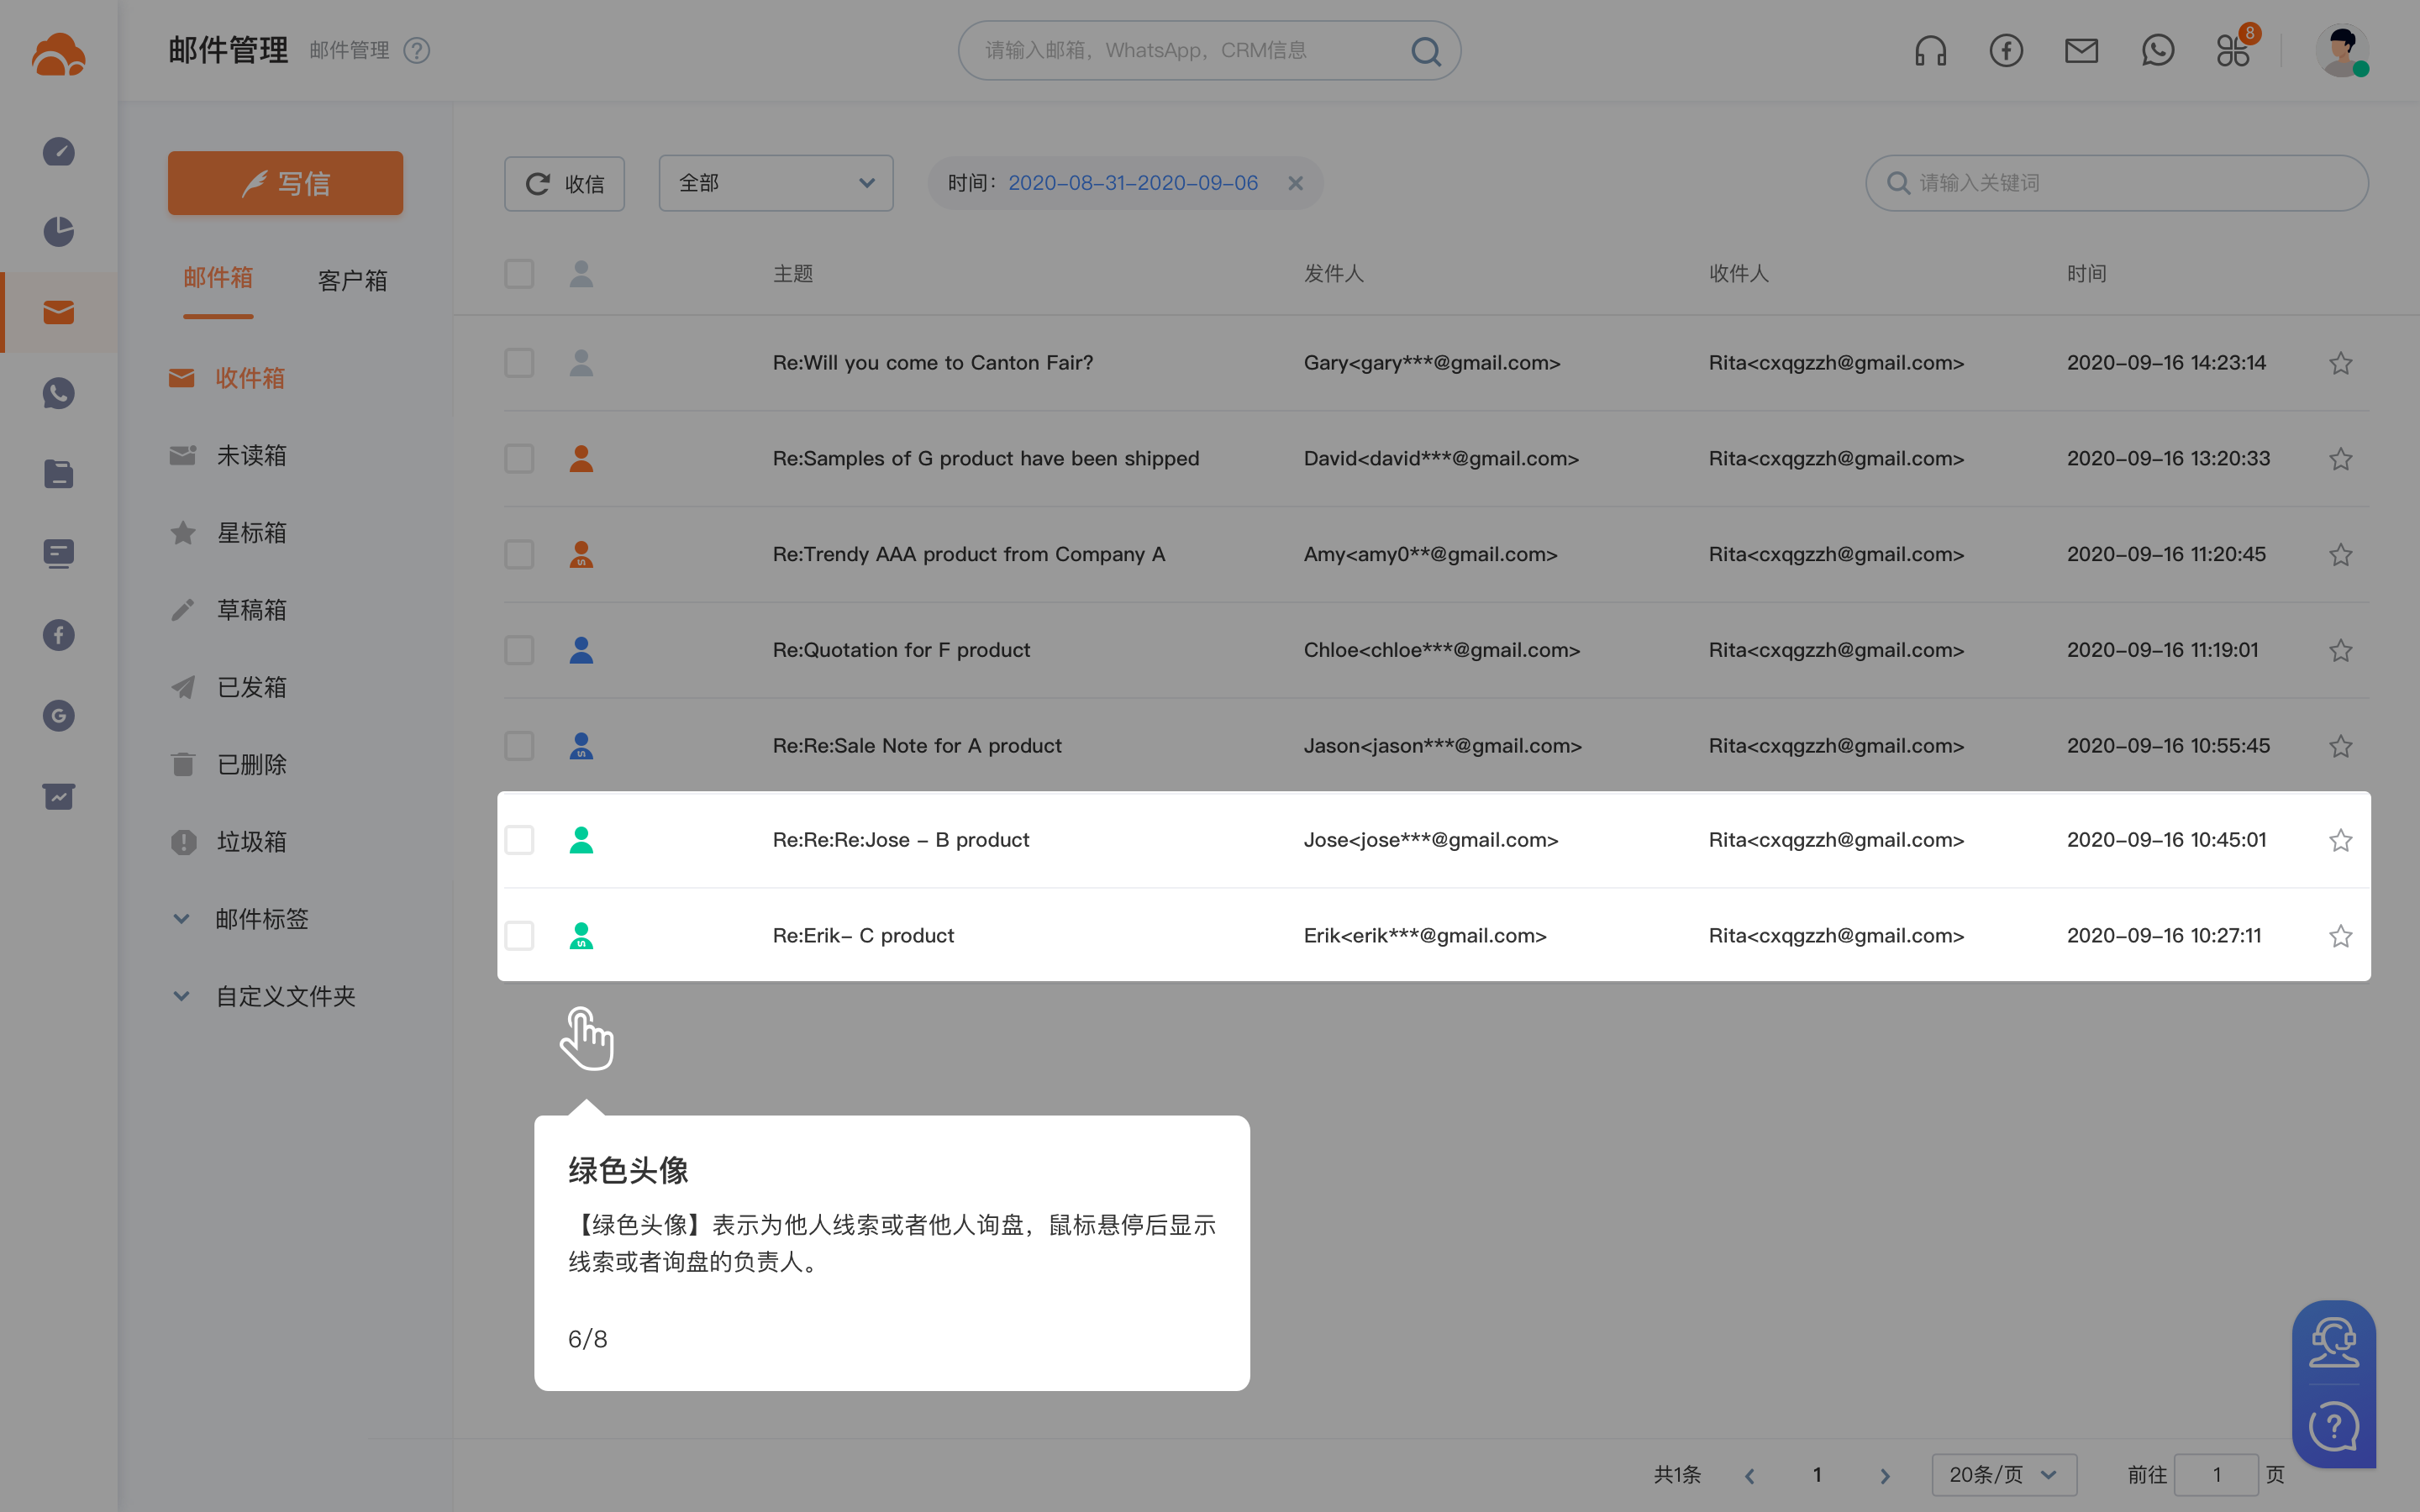 邮件管理 邮件管理 ?
请输入邮箱，WhatsApp，CRM信息
8
写信
收信
全部
时间：2020-08-31-2020-09-06
请输入关键词
邮件箱 客户箱
收件箱
未读箱
星标箱
草稿箱
已发箱
已删除
垃圾箱
邮件标签
自定义文件夹
主题 发件人 收件人 时间
Re:Will you come to Canton Fair? Gary<gary***@gmail.com> Rita<cxqgzzh@gmail.com> 2020-09-16 14:23:14
Re:Samples of G product have been shipped David<david***@gmail.com> Rita<cxqgzzh@gmail.com> 2020-09-16 13:20:33
Re:Trendy AAA product from Company A Amy<amy0**@gmail.com> Rita<cxqgzzh@gmail.com> 2020-09-16 11:20:45
Re:Quotation for F product Chloe<chloe***@gmail.com> Rita<cxqgzzh@gmail.com> 2020-09-16 11:19:01
Re:Re:Sale Note for A product Jason<jason***@gmail.com> Rita<cxqgzzh@gmail.com> 2020-09-16 10:55:45
Re:Re:Re:Jose - B product Jose<jose***@gmail.com> Rita<cxqgzzh@gmail.com> 2020-09-16 10:45:01
Re:Erik- C product Erik<erik***@gmail.com> Rita<cxqgzzh@gmail.com> 2020-09-16 10:27:11
绿色头像
【绿色头像】表示为他人线索或者他人询盘，鼠标悬停后显示
线索或者询盘的负责人。
6/8
共1条 1 20条/页 前往 1 页